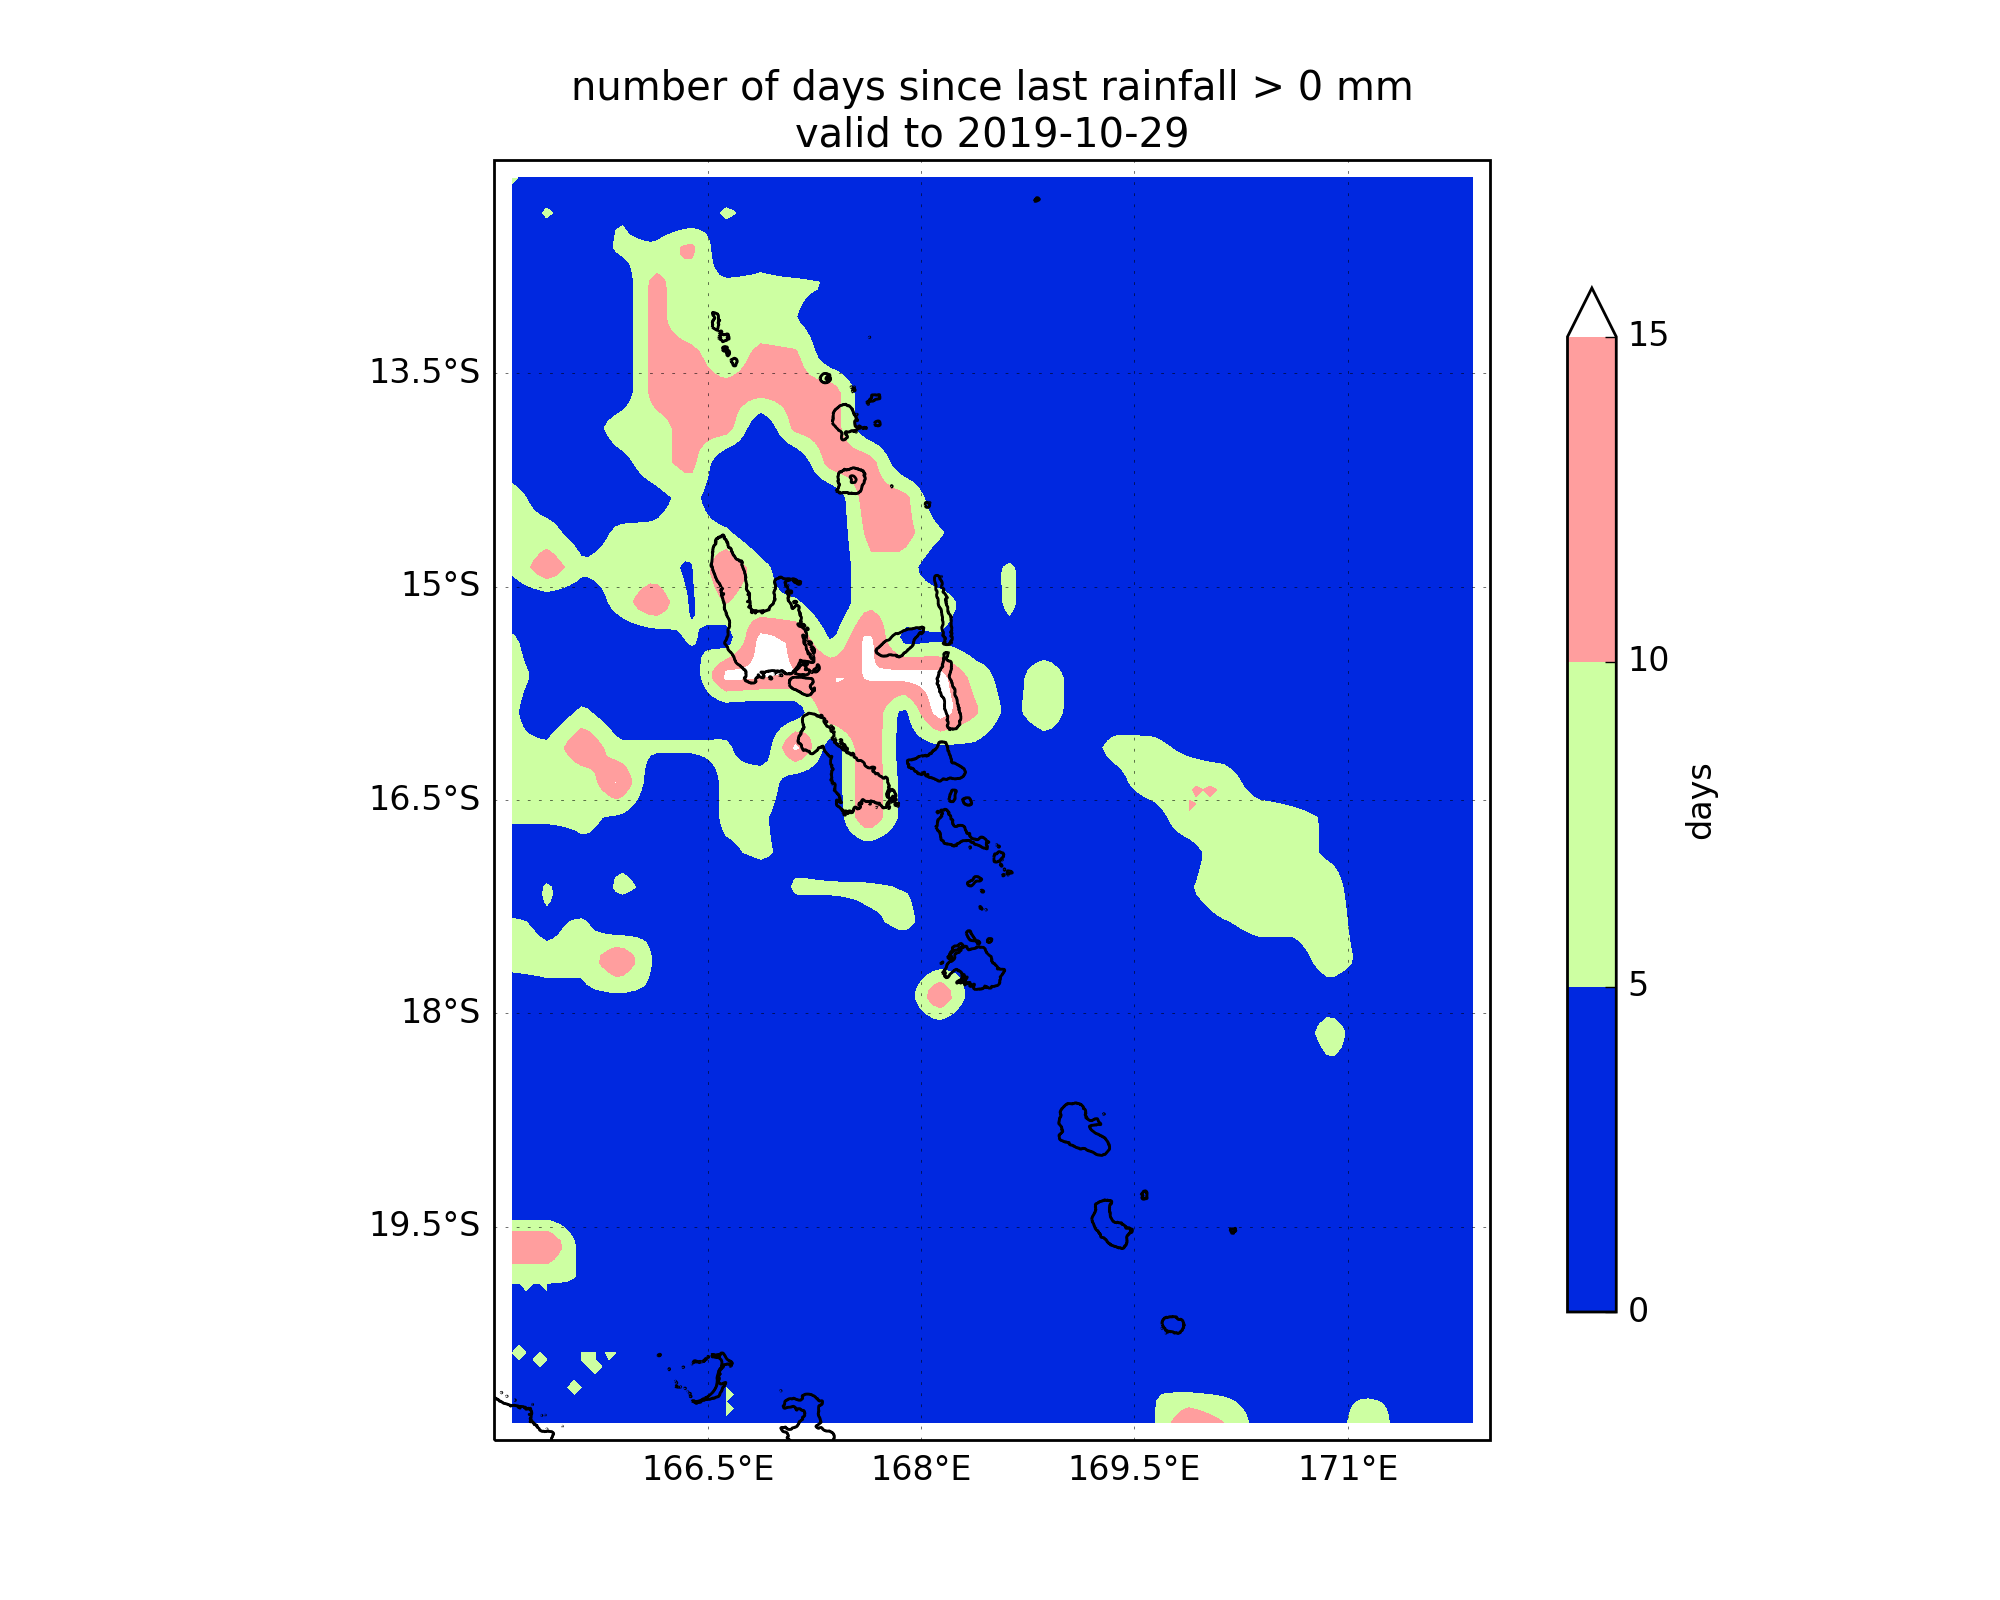 number of days since last rainfall > 0 mm
valid to 2019-10-29
13.5°S
15°S
16.5°S
18°S
19.5°S
166.5°E
168°E
169.5°E
171°E
15
10
5
0
days